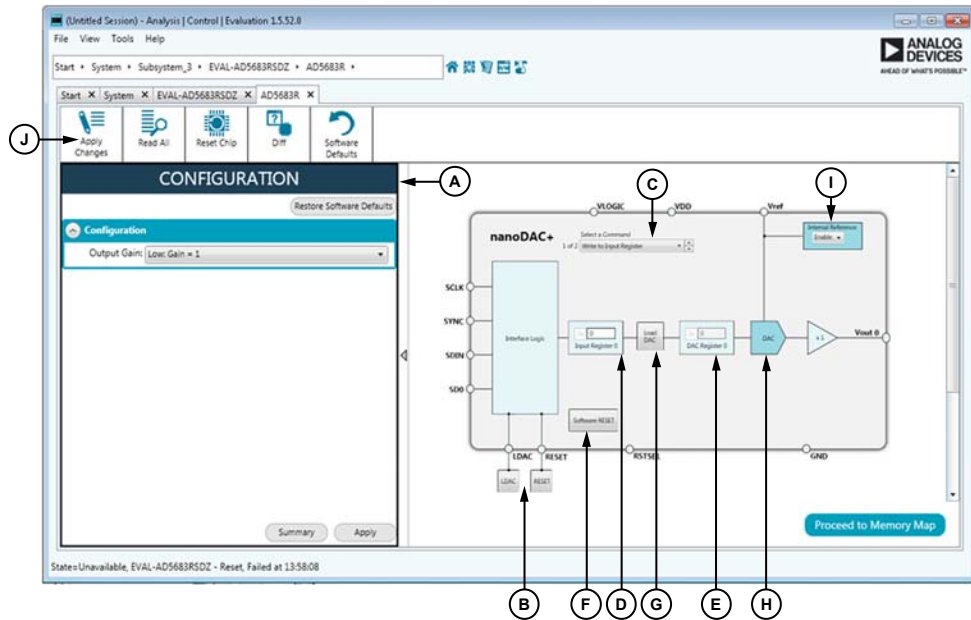 (Untitled Session) - Analysis | Control | Evaluation 1.5.52.0
File View Tools Help
Start • System • Subsystem_3 • EVAL-AD5683RSDZ • AD5683R •
ANALOG DEVICES
AHEAD OF WHAT'S POSSIBLE™
Start X System X EVAL-AD5683RSDZ X AD5683R X
Apply Changes
Read All
Reset Chip
Diff
Software Defaults
J
CONFIGURATION
A
Restore Software Defaults
Configuration
Output Gain: Low: Gain = 1
Summary
Apply
C
I
VLOGIC
VDD
Vref
nanoDAC+
Select a Command
1 of 2
Write to Input Register
Internal Reference
Enable
SCLK
SYNC
SDIN
SDO
Interface Logic
0
Input Register 0
Load DAC
0
DAC Register 0
DAC
x 1
Vout 0
Software RESET
LDAC
RESET
RSTSEL
GND
LDAC
RESET
Proceed to Memory Map
State=Unavailable, EVAL-AD5683RSDZ - Reset, Failed at 13:58:08
B
F
D
G
E
H